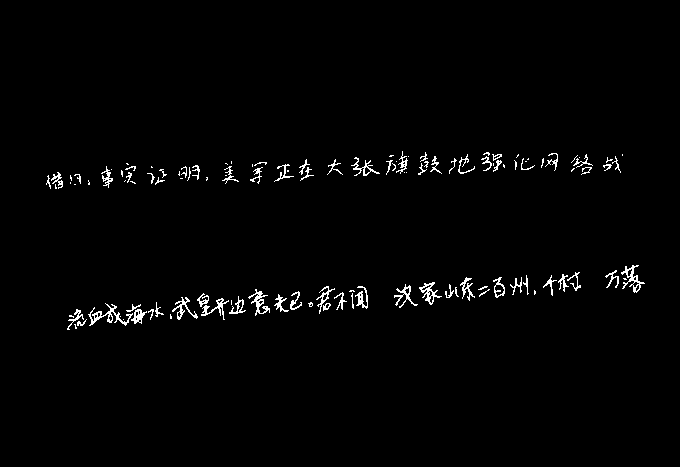 借口,事实证明,美军正在大张旗鼓地强化网络战
流血成海水,武皇开边意未已。君不闻 汉家山东二百州,千村 万落